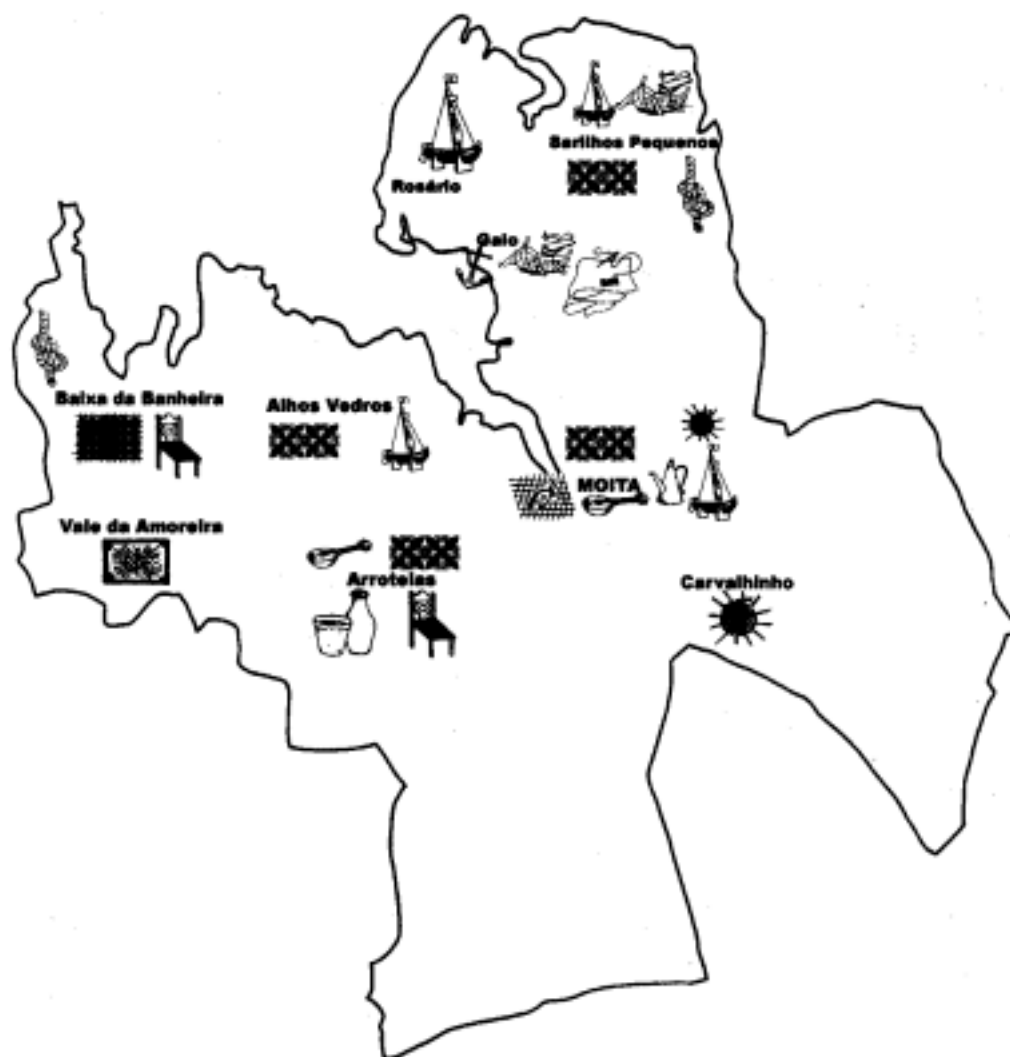 Sarilhos Pequenos
Rosário
Gaio
Baixa da Banheira
Alhos Vedros
MOITA
Vale da Amoreira
Arroteias
Carvalhinho